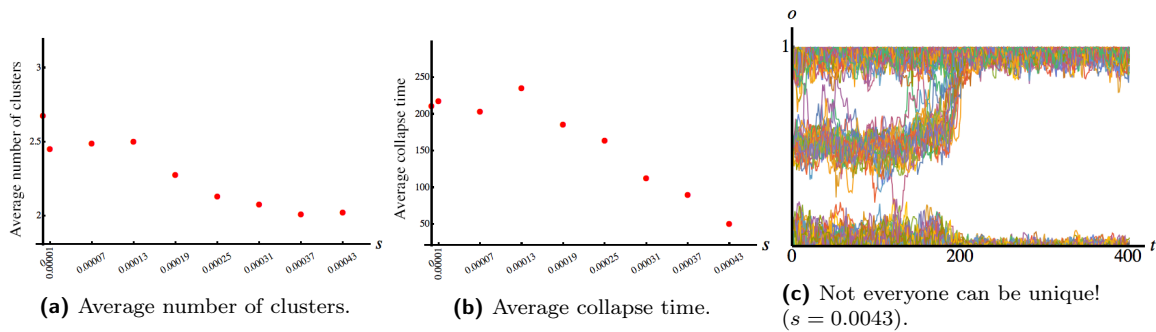 Average number of clusters
3
2.5
2
0.00001
0.00007
0.00013
0.00019
0.00025
0.00031
0.00037
0.00043
s
(a) Average number of clusters.
Average collapse time
250
200
150
100
50
0.00001
0.00007
0.00013
0.00019
0.00025
0.00031
0.00037
0.00043
s
(b) Average collapse time.
o
1
0
200
400
t
(c) Not everyone can be unique!
(s = 0.0043).